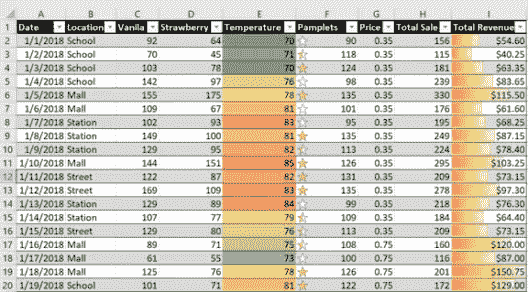 A B C D E F G H I
1 Date Location Vanila Strawberry Temperature Pamplets Price Total Sale Total Revenue
2 1/1/2018 School 92 64 70 90 0.35 156 $54.60
3 1/2/2018 School 70 45 71 118 0.35 115 $40.25
4 1/3/2018 School 103 78 70 124 0.35 181 $63.35
5 1/4/2018 School 142 97 76 98 0.35 239 $83.65
6 1/5/2018 Mall 155 175 78 135 0.35 330 $115.50
7 1/6/2018 Mall 109 67 81 101 0.35 176 $61.60
8 1/7/2018 Station 102 93 83 95 0.35 195 $68.25
9 1/8/2018 Station 149 100 81 135 0.35 249 $87.15
10 1/9/2018 Station 129 95 82 113 0.35 224 $78.40
11 1/10/2018 Mall 144 151 85 126 0.35 295 $103.25
12 1/11/2018 Street 122 87 82 131 0.35 209 $73.15
13 1/12/2018 Street 169 109 83 135 0.35 278 $97.30
14 1/13/2018 Station 129 89 84 99 0.35 218 $76.30
15 1/14/2018 Station 107 77 79 109 0.35 184 $64.40
16 1/15/2018 Street 129 80 76 113 0.35 209 $73.15
17 1/16/2018 Mall 89 71 75 108 0.75 160 $120.00
18 1/17/2018 Mall 61 55 73 100 0.75 116 $87.00
19 1/18/2018 Mall 125 76 78 126 0.75 201 $150.75
20 1/19/2018 School 101 71 81 122 0.75 172 $129.00